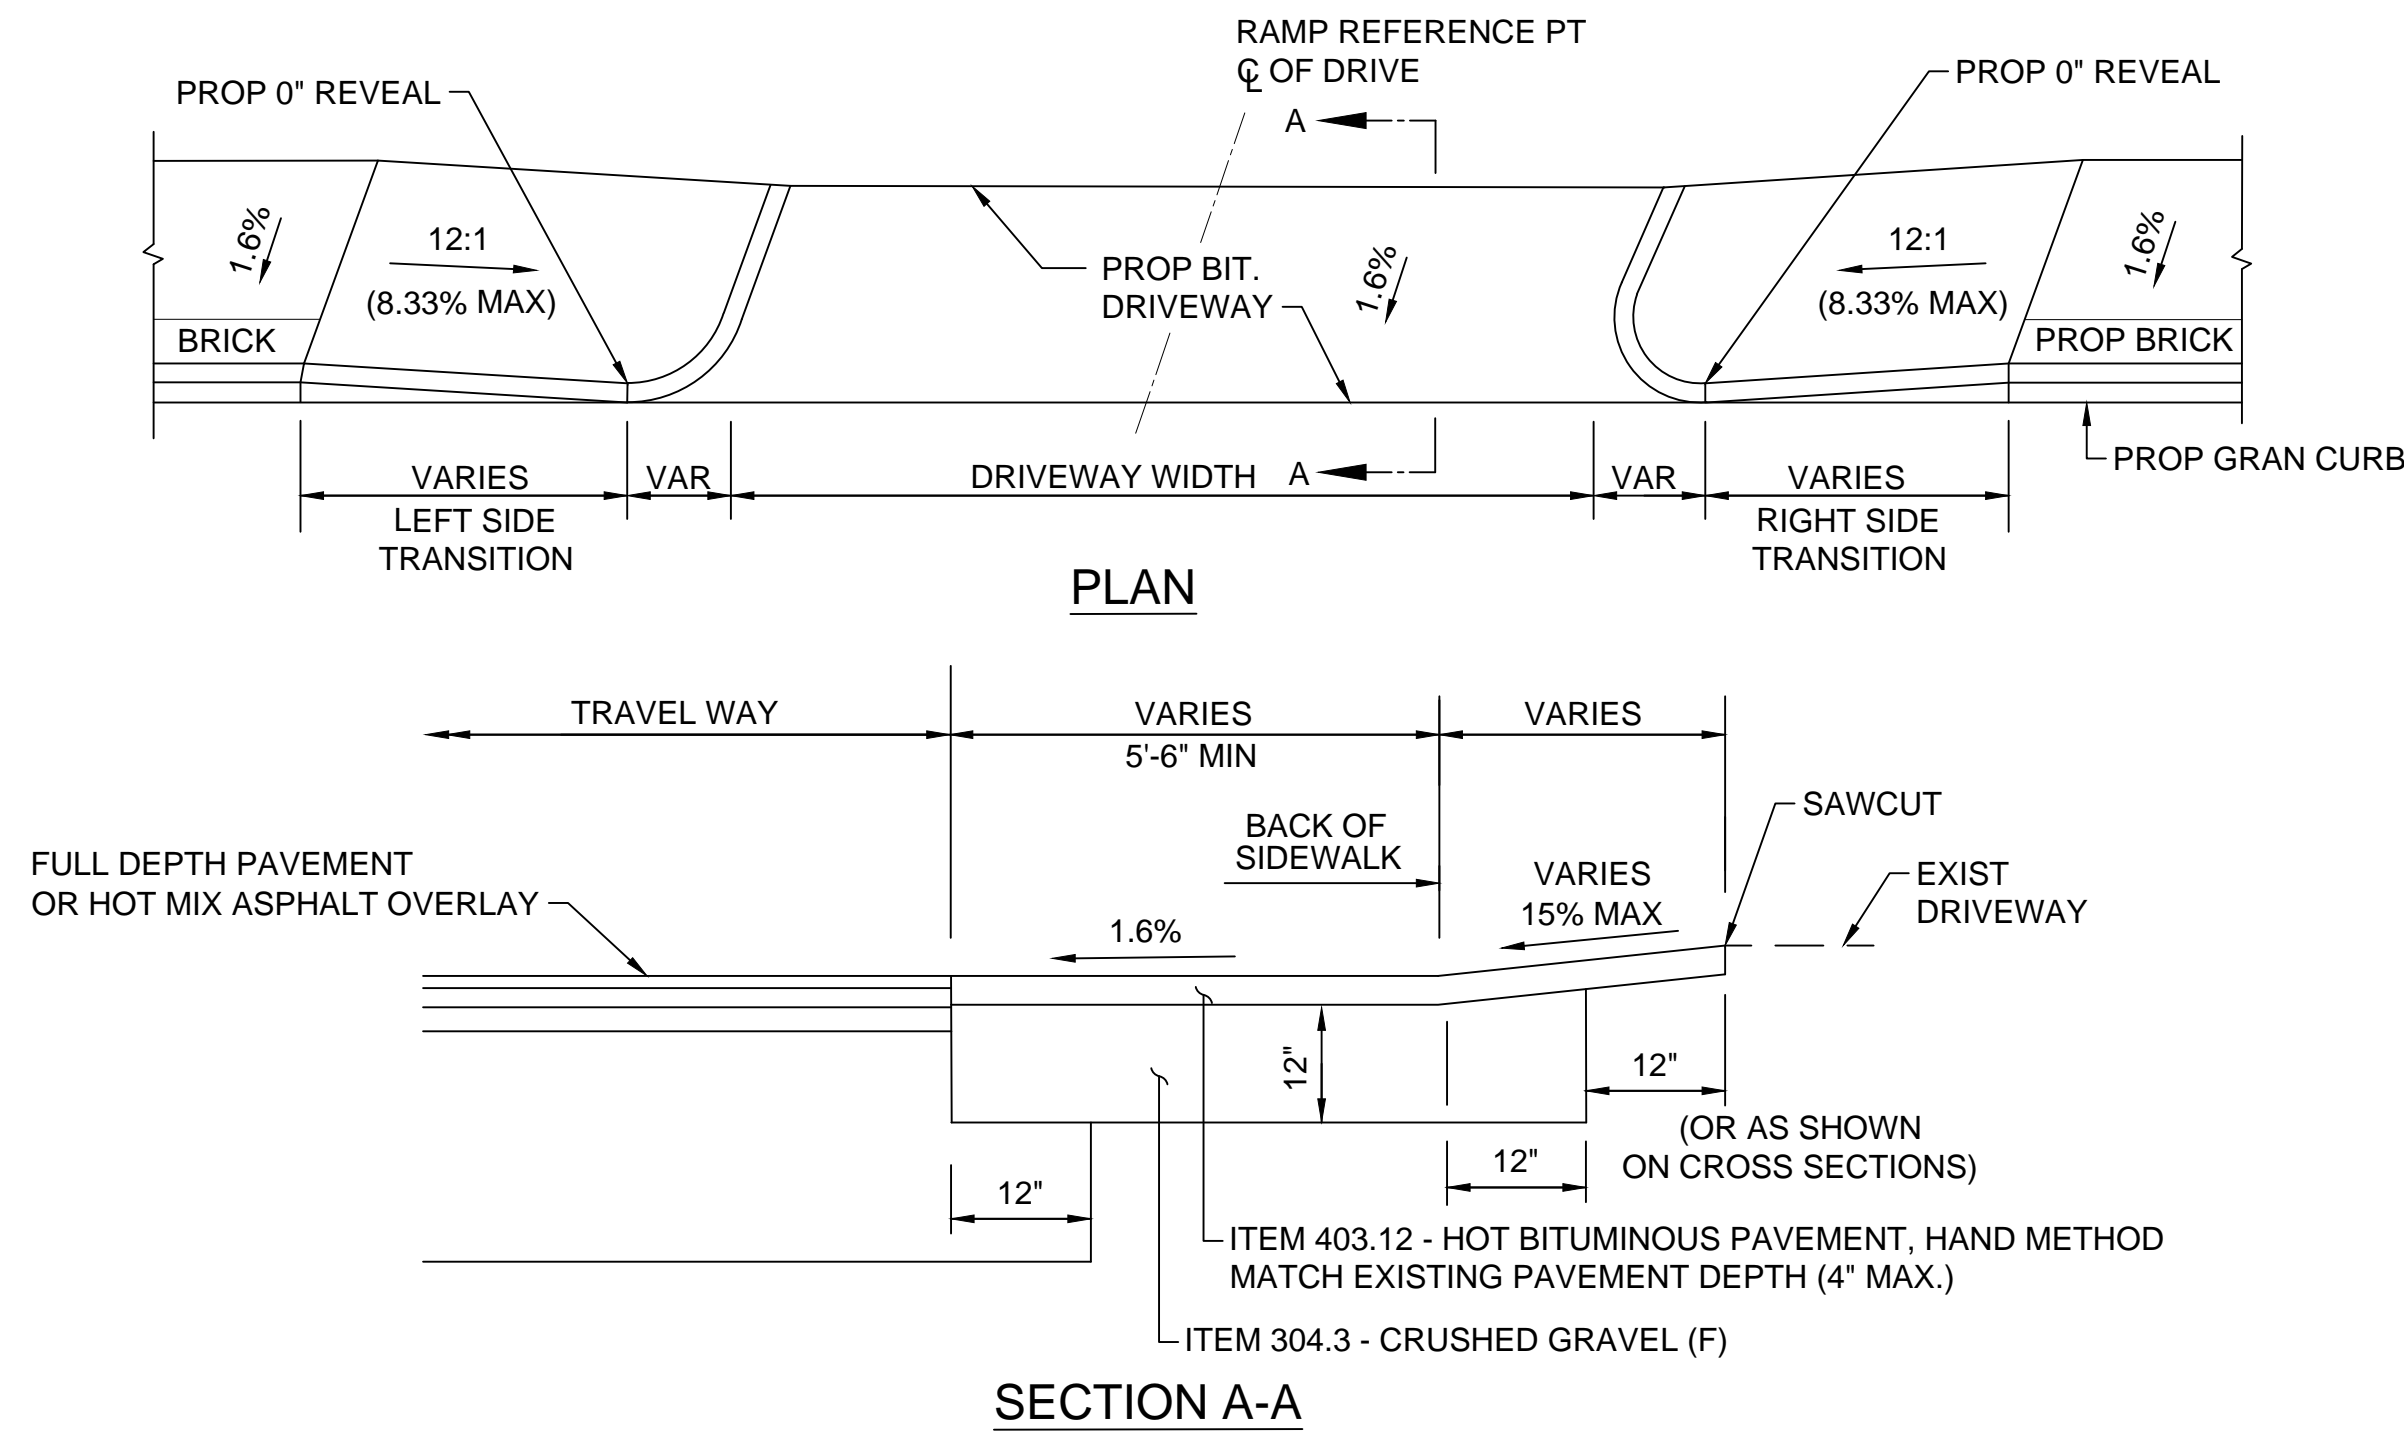 RAMP REFERENCE PT
℄ OF DRIVE
PROP 0" REVEAL
PROP 0" REVEAL
A
1.6%
12:1
(8.33% MAX)
BRICK
PROP BIT.
DRIVEWAY
1.6%
12:1
(8.33% MAX)
1.6%
PROP BRICK
PROP GRAN CURB
VARIES
LEFT SIDE
TRANSITION
VAR
DRIVEWAY WIDTH
A
VAR
VARIES
RIGHT SIDE
TRANSITION
PLAN
TRAVEL WAY
VARIES
5'-6" MIN
VARIES
SAWCUT
BACK OF
SIDEWALK
FULL DEPTH PAVEMENT
OR HOT MIX ASPHALT OVERLAY
VARIES
15% MAX
EXIST
DRIVEWAY
1.6%
12"
12"
(OR AS SHOWN
ON CROSS SECTIONS)
12"
12"
ITEM 403.12 - HOT BITUMINOUS PAVEMENT, HAND METHOD
MATCH EXISTING PAVEMENT DEPTH (4" MAX.)
ITEM 304.3 - CRUSHED GRAVEL (F)
SECTION A-A